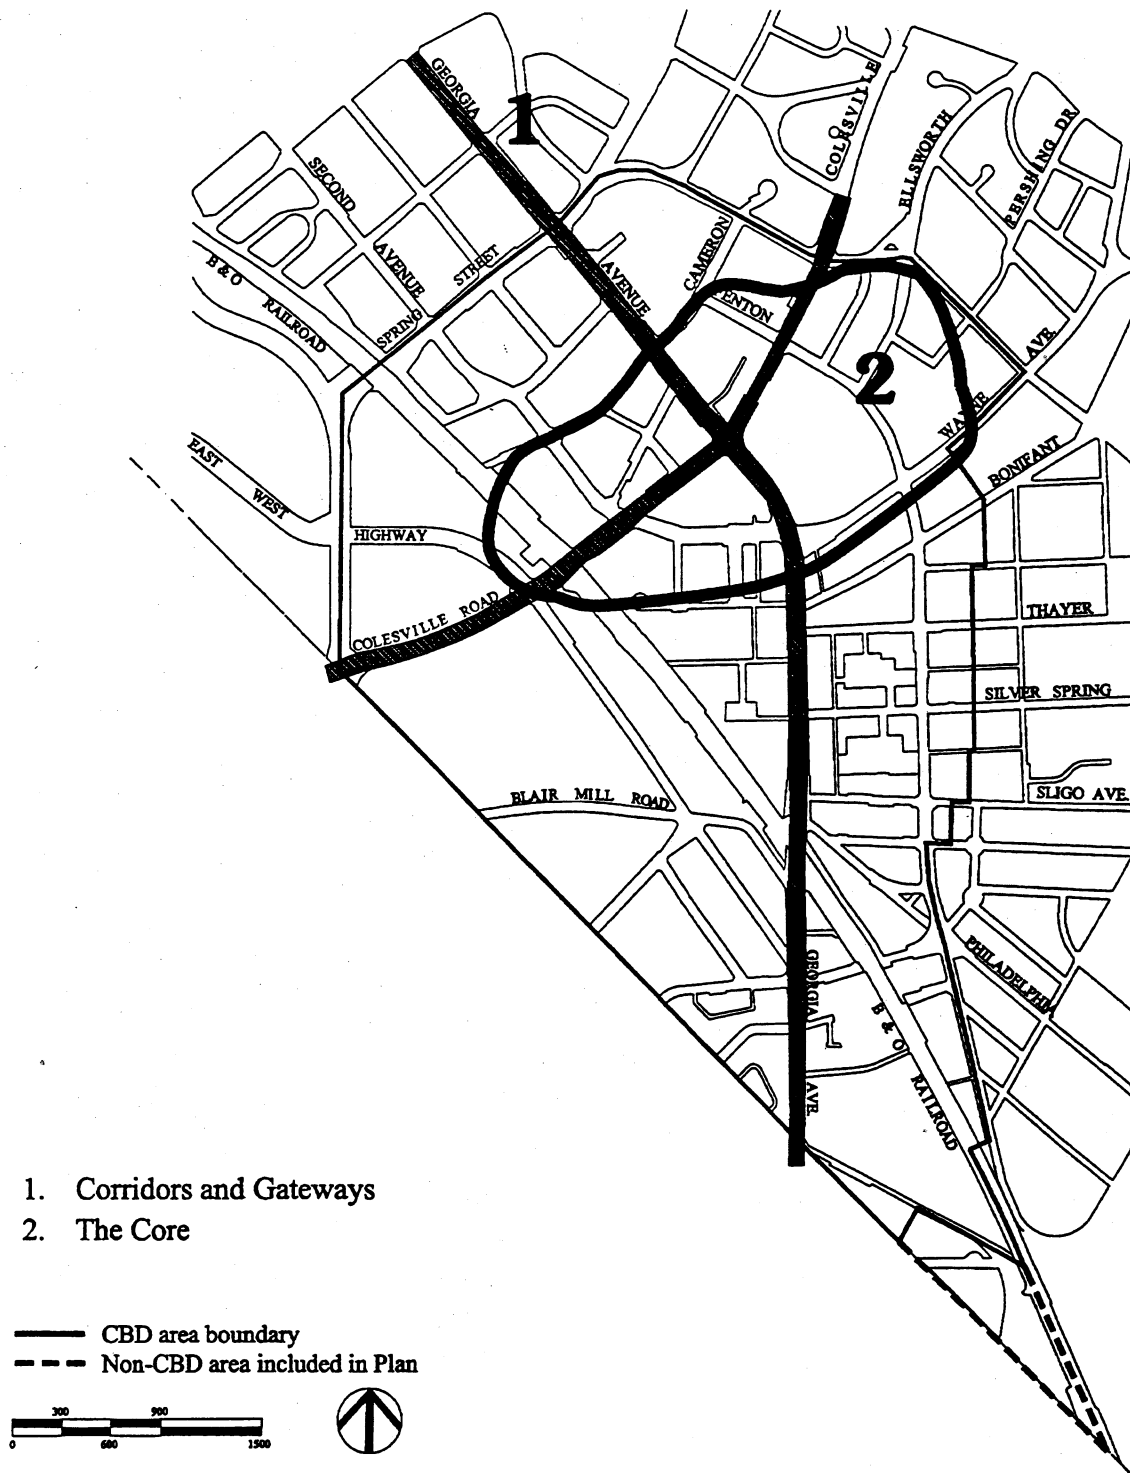 GEORGIA
1
COLESVILLE
ELLSWORTH
PERSHING DR.
SECOND
AVENUE
B & O
RAILROAD
SPRING
STREET
AVENUE
CAMERON
FENTON
2
WAYNE
AVE.
BONIFANT
EAST
WEST
HIGHWAY
COLESVILLE ROAD
THAYER
SILVER SPRING
BLAIR MILL ROAD
SLIGO AVE.
PHILADELPHIA
GEORGIA
AVE.
B & O
RAILROAD
1. Corridors and Gateways
2. The Core
CBD area boundary
Non-CBD area included in Plan
300 900
0 600 1500